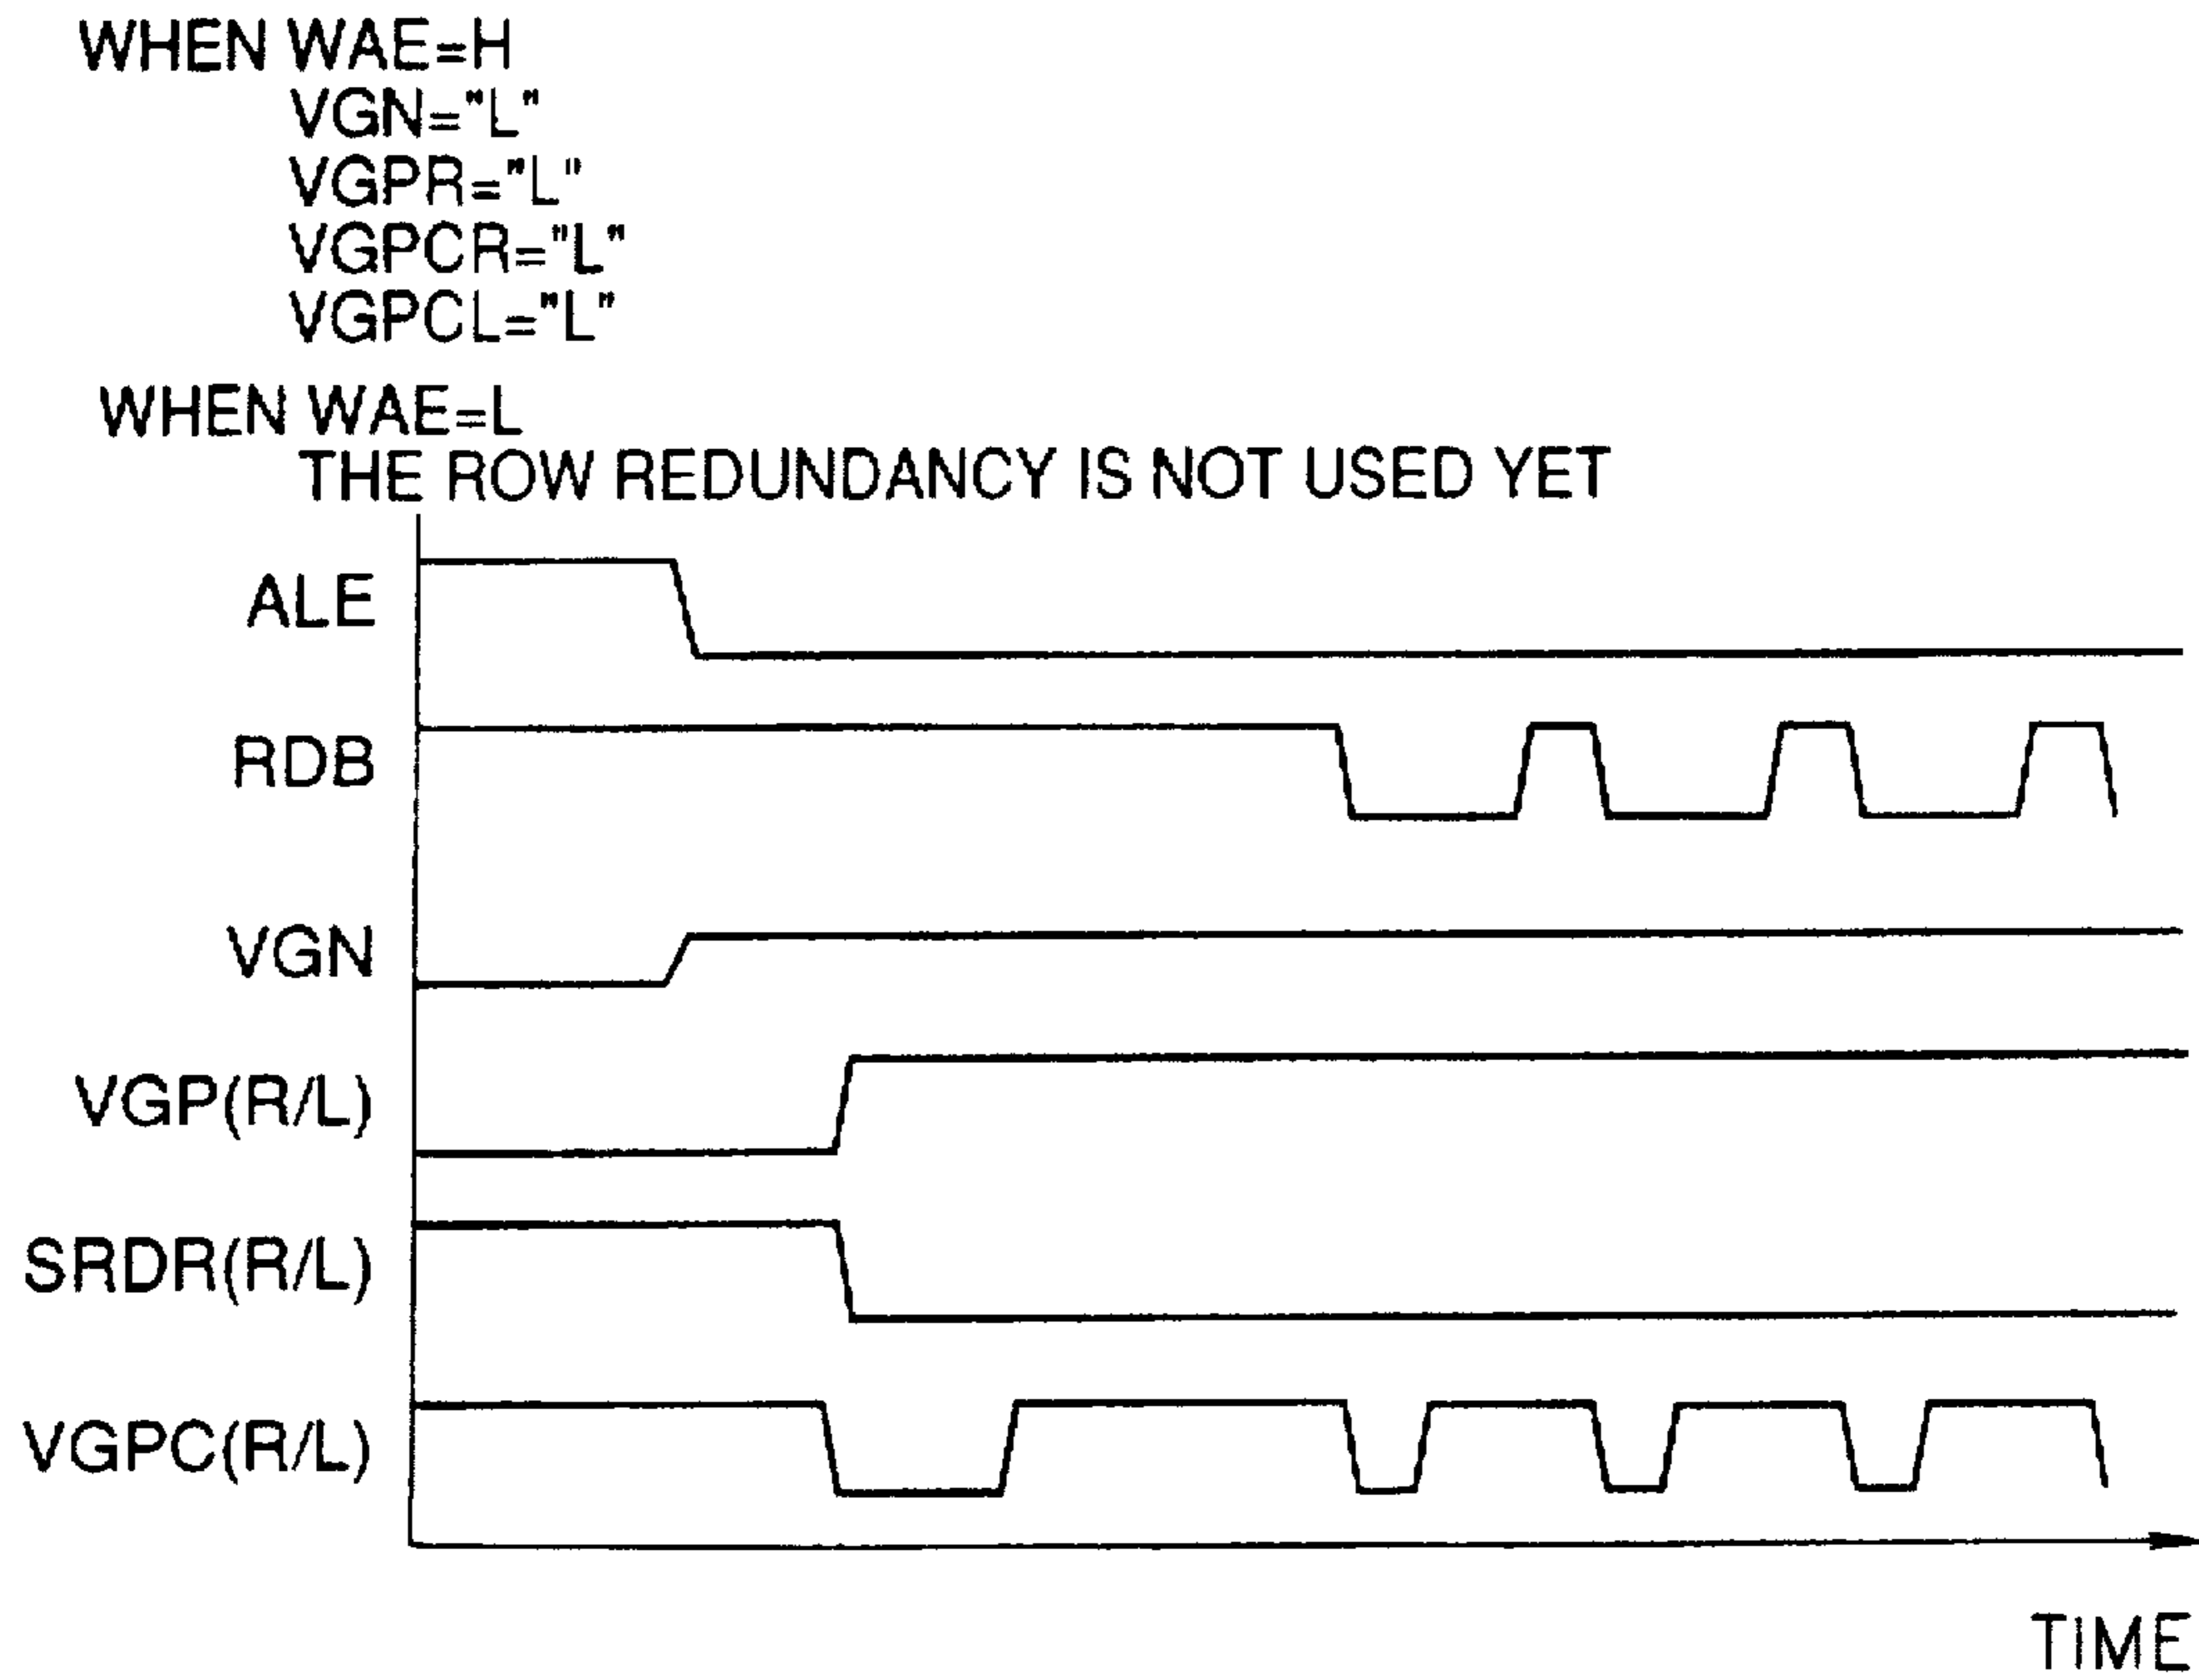 WHEN WAE=H
VGN="L"
VGPR="L"
VGPCR="L"
VGPCL="L"
WHEN WAE=L
THE ROW REDUNDANCY IS NOT USED YET
ALE
RDB
VGN
VGP(R/L)
SRDR(R/L)
VGPC(R/L)
TIME